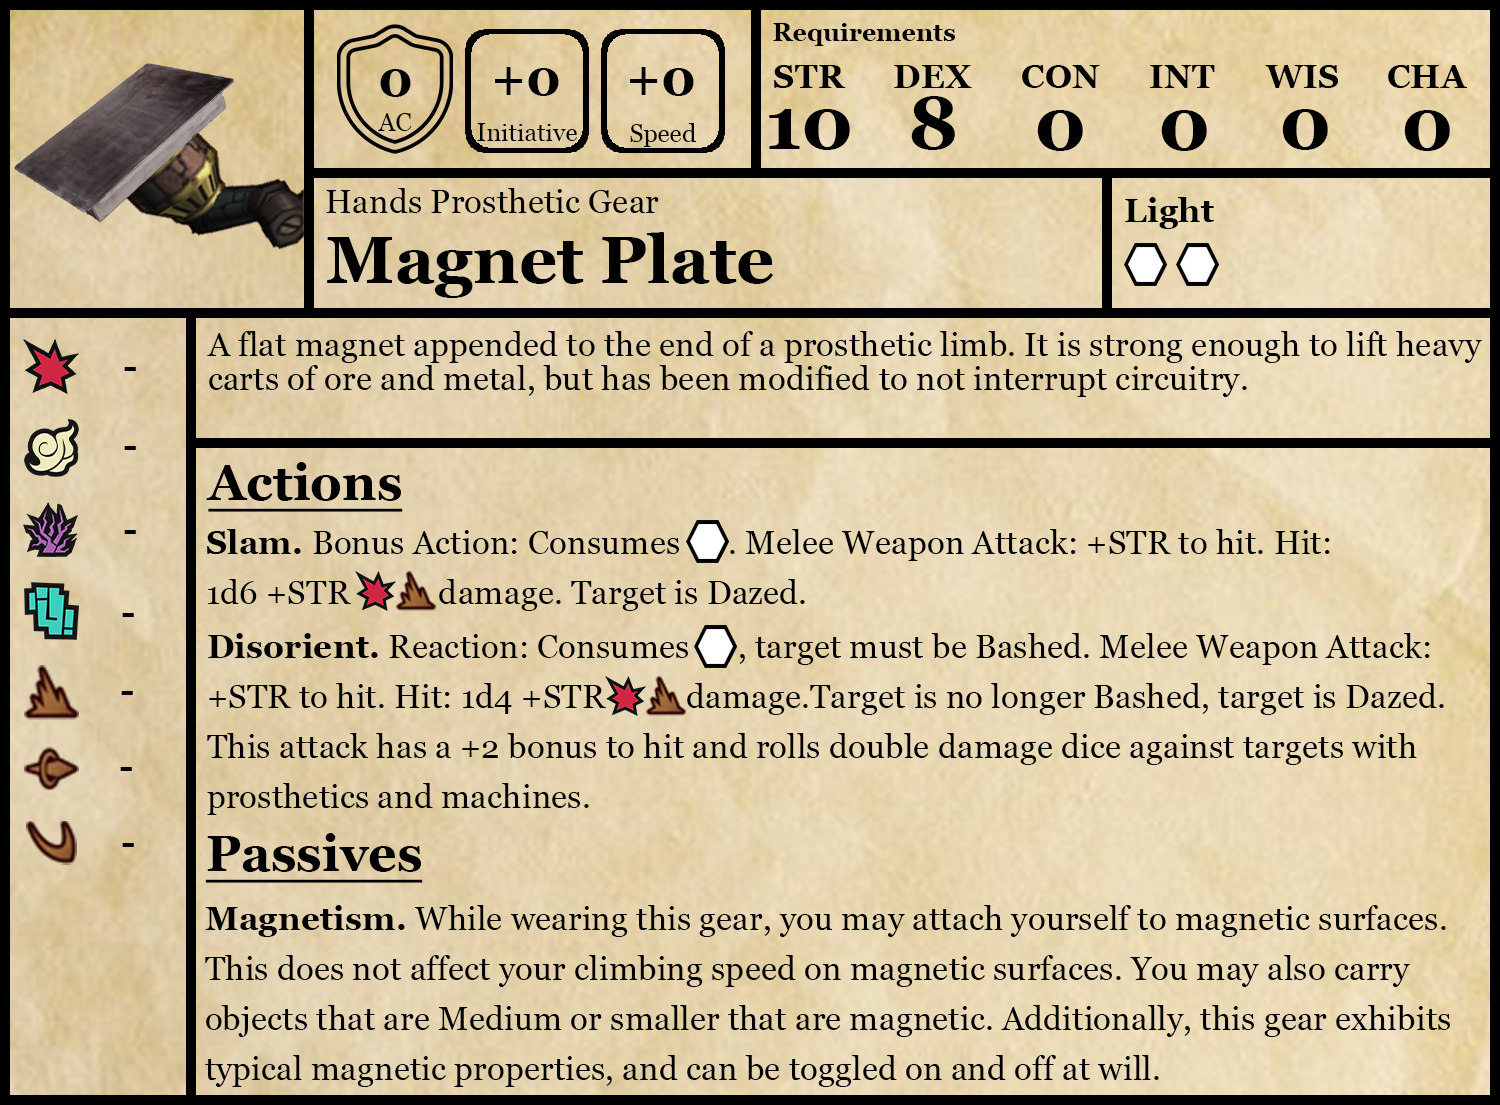 0
AC
+0
Initiative
+0
Speed
Requirements
STR DEX CON INT WIS CHA
10 8 0 0 0 0
Hands Prosthetic Gear
Magnet Plate
Light
A flat magnet appended to the end of a prosthetic limb. It is strong enough to lift heavy
carts of ore and metal, but has been modified to not interrupt circuitry.
-
-
-
-
-
-
-
Actions
Slam. Bonus Action: Consumes . Melee Weapon Attack: +STR to hit. Hit:
1d6 +STR damage. Target is Dazed.
Disorient. Reaction: Consumes , target must be Bashed. Melee Weapon Attack:
+STR to hit. Hit: 1d4 +STR damage.Target is no longer Bashed, target is Dazed.
This attack has a +2 bonus to hit and rolls double damage dice against targets with
prosthetics and machines.
Passives
Magnetism. While wearing this gear, you may attach yourself to magnetic surfaces.
This does not affect your climbing speed on magnetic surfaces. You may also carry
objects that are Medium or smaller that are magnetic. Additionally, this gear exhibits
typical magnetic properties, and can be toggled on and off at will.